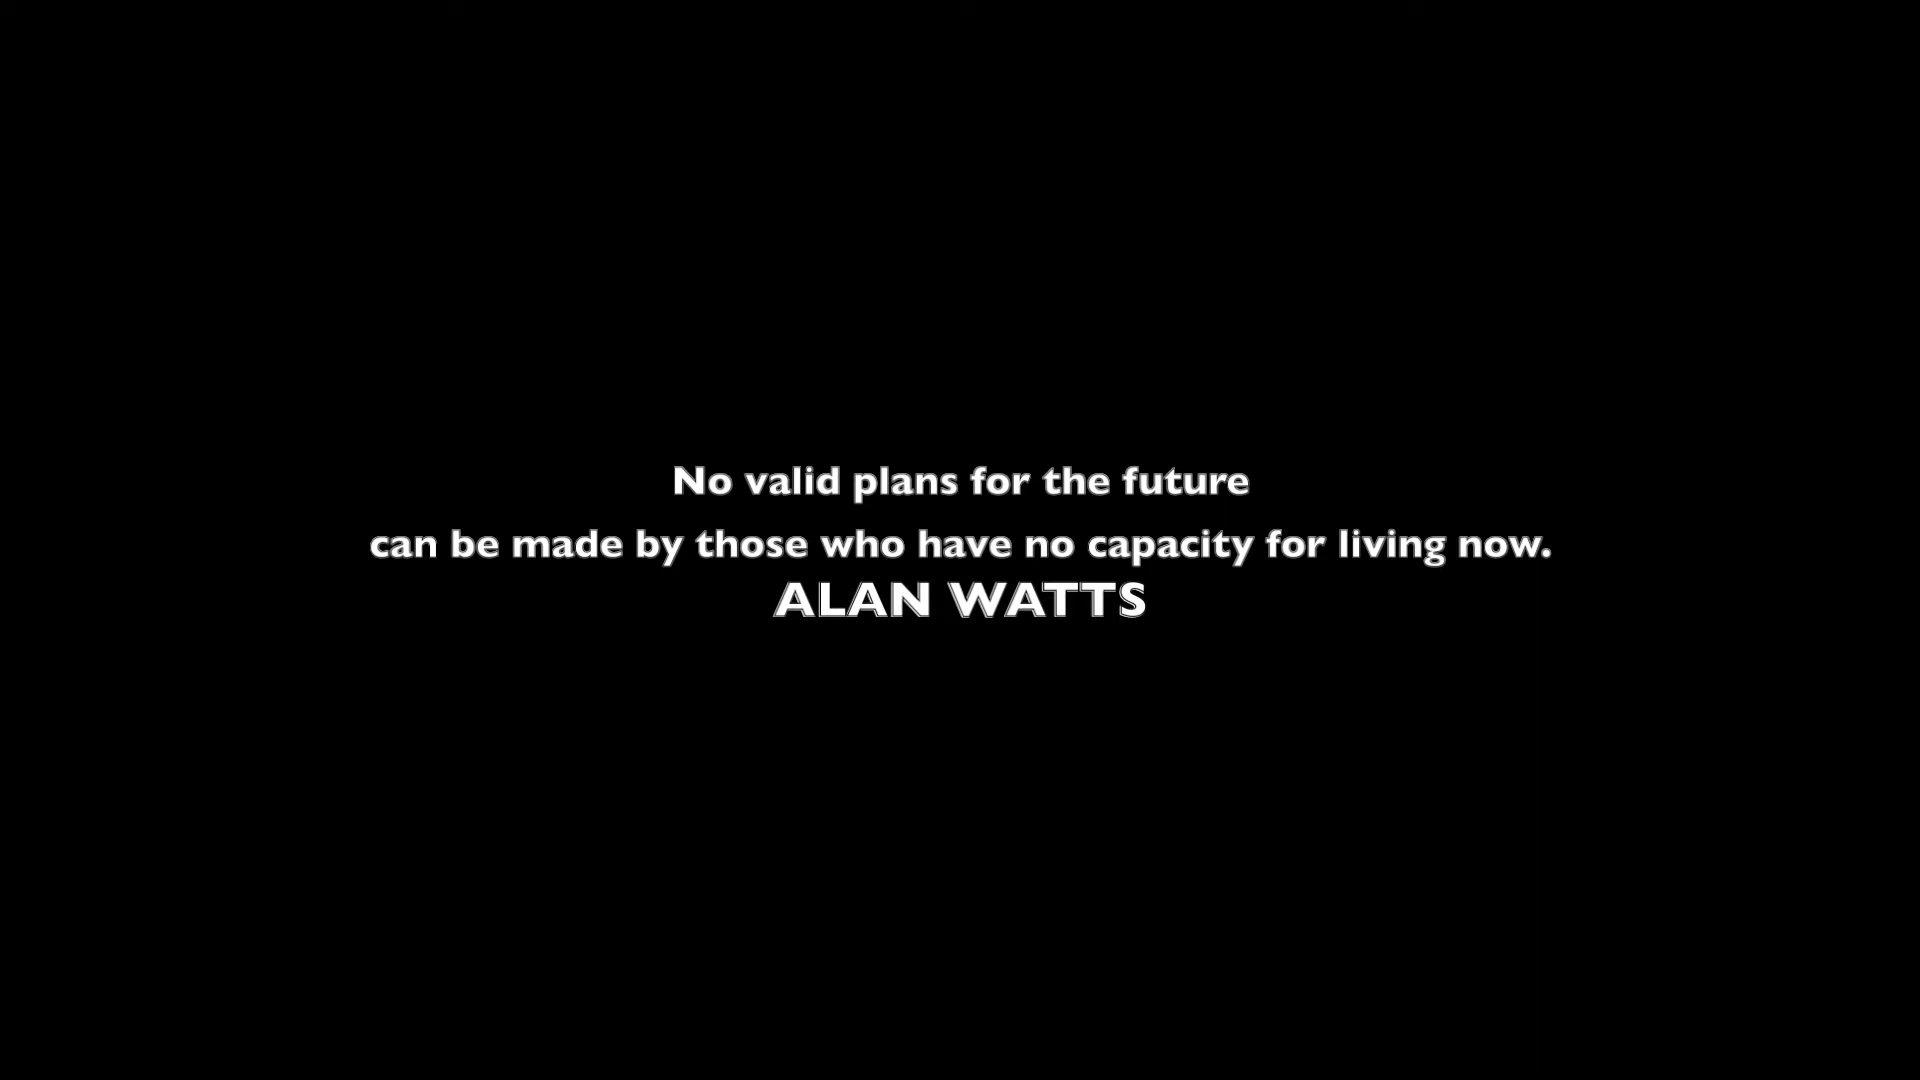 No valid plans for the future
can be made by those who have no capacity for living now.
ALAN WATTS